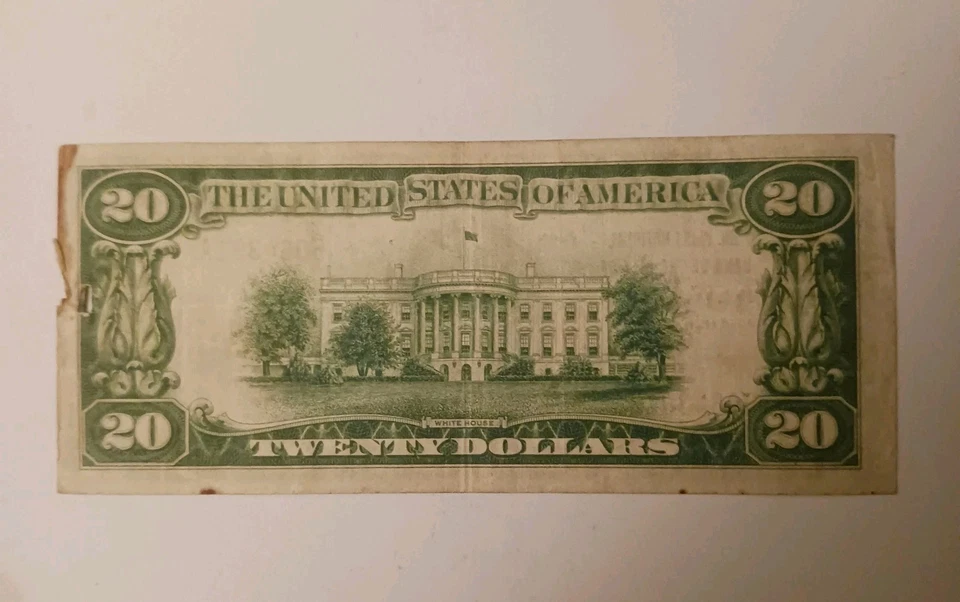 20 THE UNITED STATES OF AMERICA 20
WHITE HOUSE
20 TWENTY DOLLARS 20